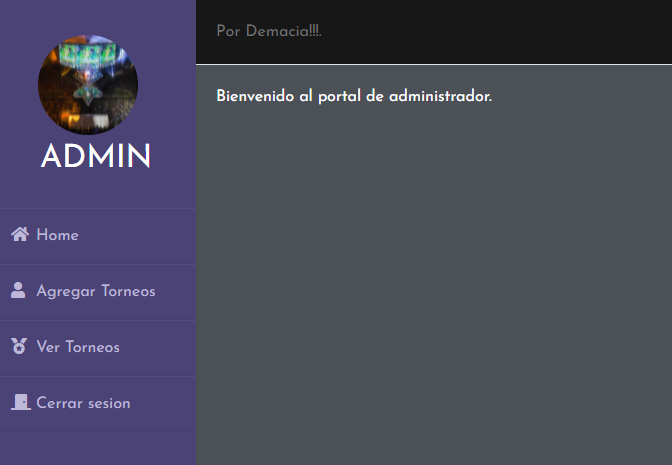 Por Demacia!!!.
Bienvenido al portal de administrador.
ADMIN
Home
Agregar Torneos
Ver Torneos
Cerrar sesion